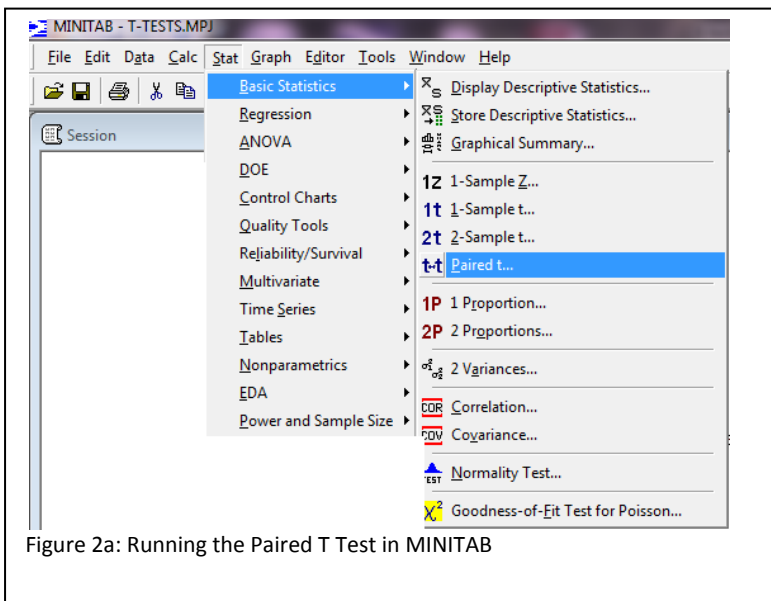 MINITAB - T-TESTS.MPJ
File Edit Data Calc Stat Graph Editor Tools Window Help
Session
Basic Statistics
Regression
ANOVA
DOE
Control Charts
Quality Tools
Reliability/Survival
Multivariate
Time Series
Tables
Nonparametrics
EDA
Power and Sample Size
Display Descriptive Statistics...
Store Descriptive Statistics...
Graphical Summary...
1Z 1-Sample Z...
1t 1-Sample t...
2t 2-Sample t...
t-t Paired t...
1P 1 Proportion...
2P 2 Proportions...
2 Variances...
COR Correlation...
COV Covariance...
TEST Normality Test...
χ² Goodness-of-Fit Test for Poisson...
Figure 2a: Running the Paired T Test in MINITAB